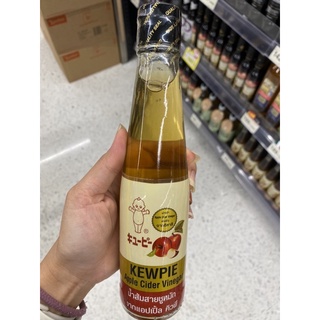 キユーピー
KEWPIE
Apple Cider Vinegar
น้ำส้มสายชูหมัก
จากแอปเปิ้ล คิวพี